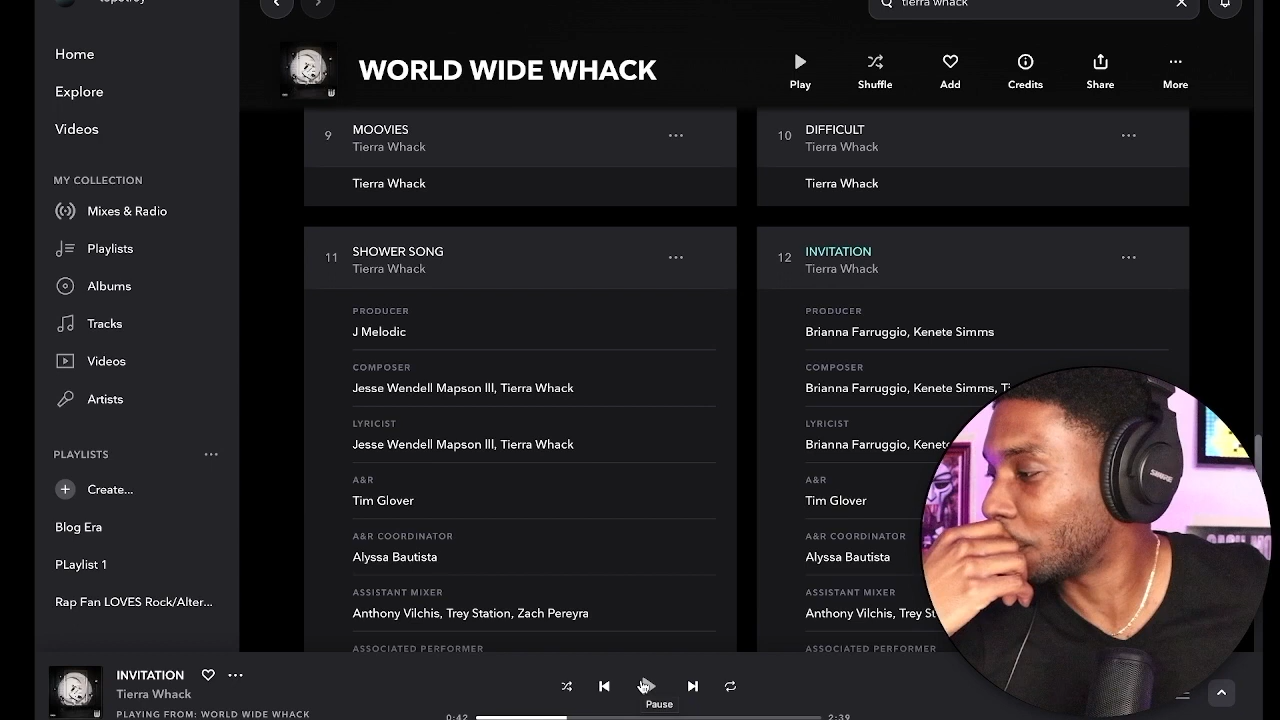 tierra whack
Home
Explore
Videos
MY COLLECTION
Mixes & Radio
Playlists
Albums
Tracks
Videos
Artists
PLAYLISTS
Create...
Blog Era
Playlist 1
Rap Fan LOVES Rock/Alter...
WORLD WIDE WHACK
Play
Shuffle
Add
Credits
Share
More
9
MOOVIES
Tierra Whack
Tierra Whack
10
DIFFICULT
Tierra Whack
Tierra Whack
11
SHOWER SONG
Tierra Whack
PRODUCER
J Melodic
COMPOSER
Jesse Wendell Mapson lll, Tierra Whack
LYRICIST
Jesse Wendell Mapson lll, Tierra Whack
A&R
Tim Glover
A&R COORDINATOR
Alyssa Bautista
ASSISTANT MIXER
Anthony Vilchis, Trey Station, Zach Pereyra
ASSOCIATED PERFORMER
12
INVITATION
Tierra Whack
PRODUCER
Brianna Farruggio, Kenete Simms
COMPOSER
Brianna Farruggio, Kenete Simms,
LYRICIST
Brianna Farruggio,
A&R
Tim Glover
A&R COORDINATOR
Alyssa Bautista
ASSISTANT MIXER
Anthony Vilchis, Trey
ASSOCIATED PERFORMER
SHURE
INVITATION
Tierra Whack
PLAYING FROM: WORLD WIDE WHACK
Pause
0:42
2:39